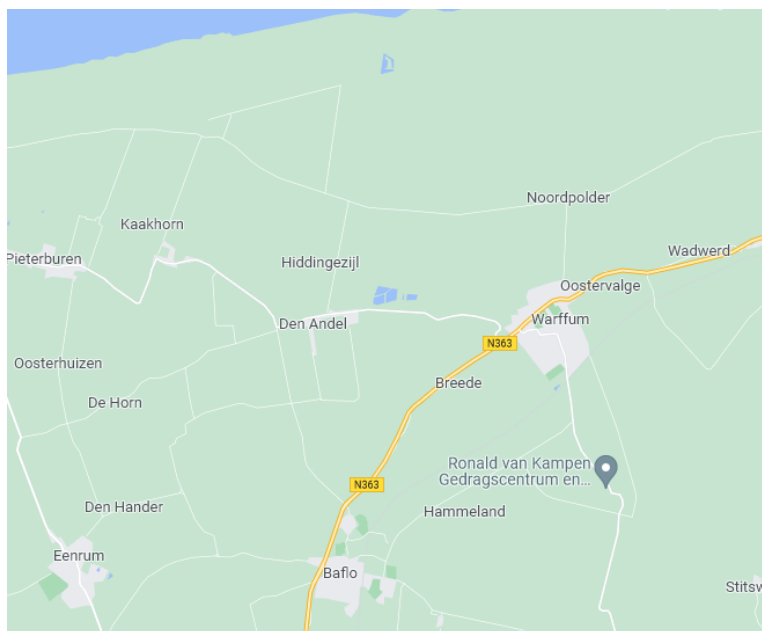 Noordpolder
Kaakhorn
Wadwerd
Pieterburen
Hiddingezijl
Oostervalge
Den Andel
Warffum
N363
Oosterhuizen
Breede
De Horn
Ronald van Kampen
Gedragscentrum en...
N363
Den Hander
Hammeland
Eenrum
Baflo
Stitsw